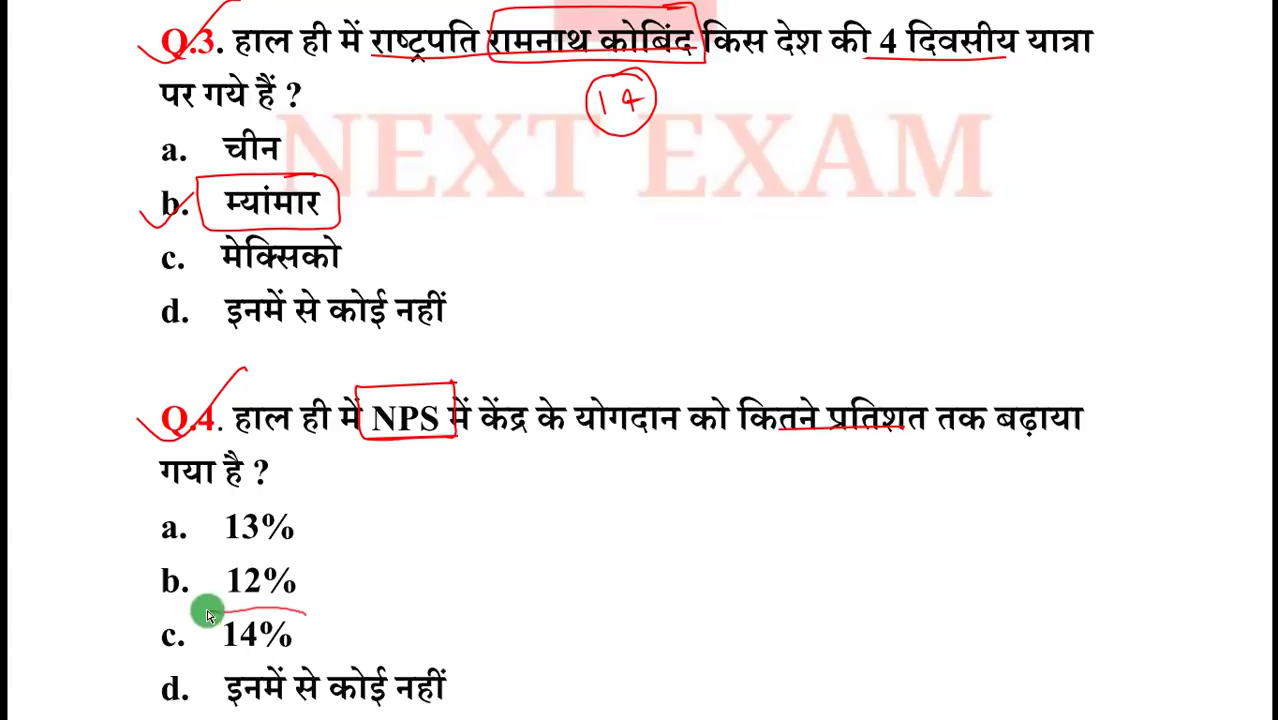 Q.3. हाल ही में राष्ट्रपति रामनाथ कोबिंद किस देश की 4 दिवसीय यात्रा
पर गये हैं ?
14
NEXT EXAM
a. चीन
b. म्यांमार
c. मेक्सिको
d. इनमें से कोई नहीं
Q.4. हाल ही में NPS में केंद्र के योगदान को कितने प्रतिशत तक बढ़ाया
गया है ?
a. 13%
b. 12%
c. 14%
d. इनमें से कोई नहीं